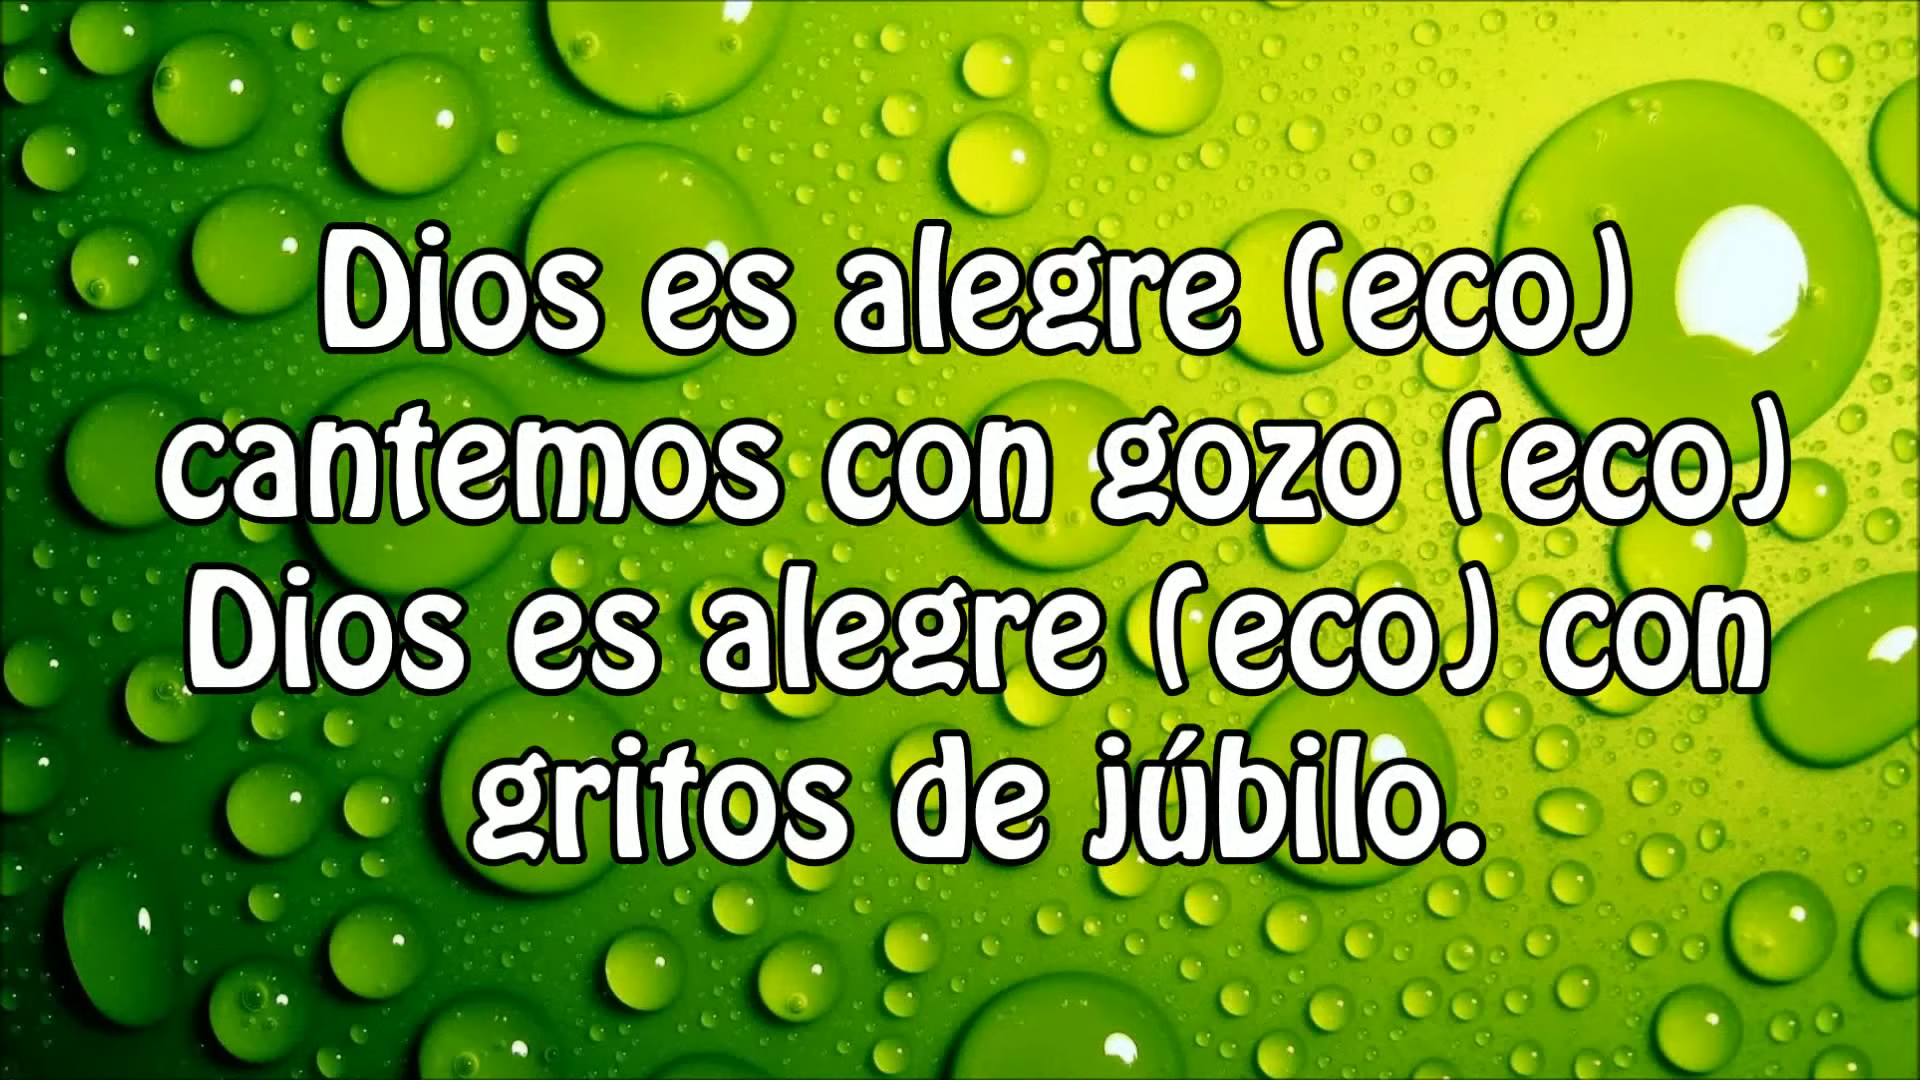 Dios es alegre (eco)
cantemos con gozo (eco)
Dios es alegre (eco) con
gritos de júbilo.